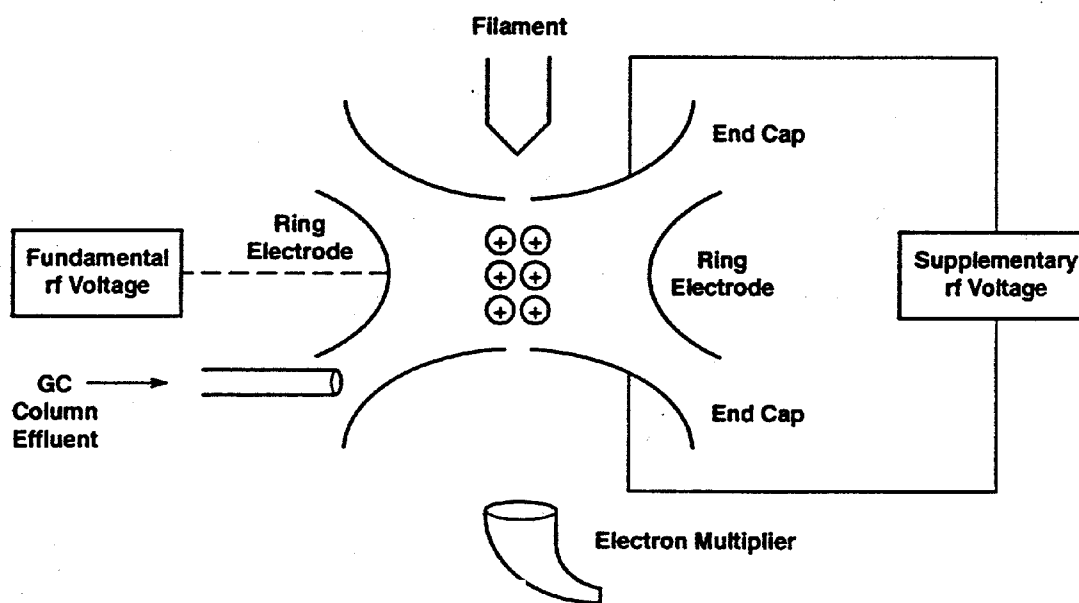 Filament
End Cap
Ring
Electrode
Fundamental
rf Voltage
Ring
Electrode
Supplementary
rf Voltage
GC
Column
Effluent
End Cap
Electron Multiplier
+ +
+ +
+ +